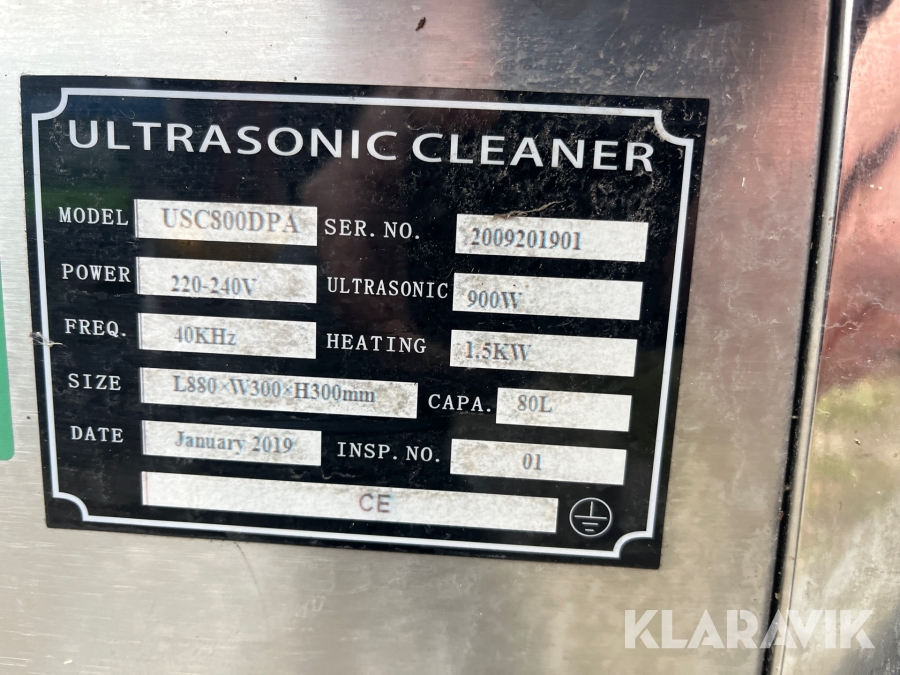 ULTRASONIC CLEANER
MODEL USC800DPA SER. NO. 2009201901
POWER 220-240V ULTRASONIC 900W
FREQ. 40KHz HEATING 1.5KW
SIZE L880×W300×H300mm CAPA. 80L
DATE January 2019 INSP. NO. 01
CE
KLARAVIK